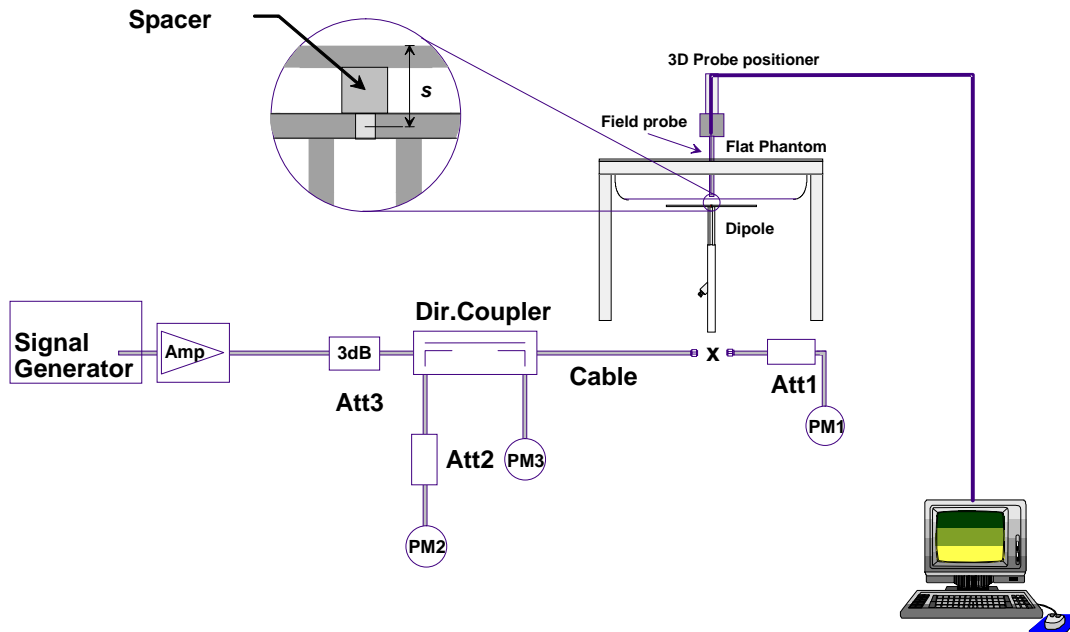 Spacer
s
3D Probe positioner
Field probe
Flat Phantom
Dipole
Dir.Coupler
Signal
Generator
Amp
3dB
x
Cable
Att1
Att3
PM1
Att2
PM3
PM2